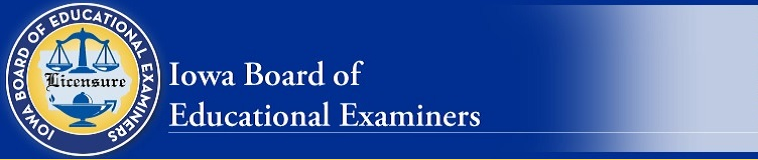 IOWA BOARD OF EDUCATIONAL EXAMINERS
Licensure
Iowa Board of
Educational Examiners